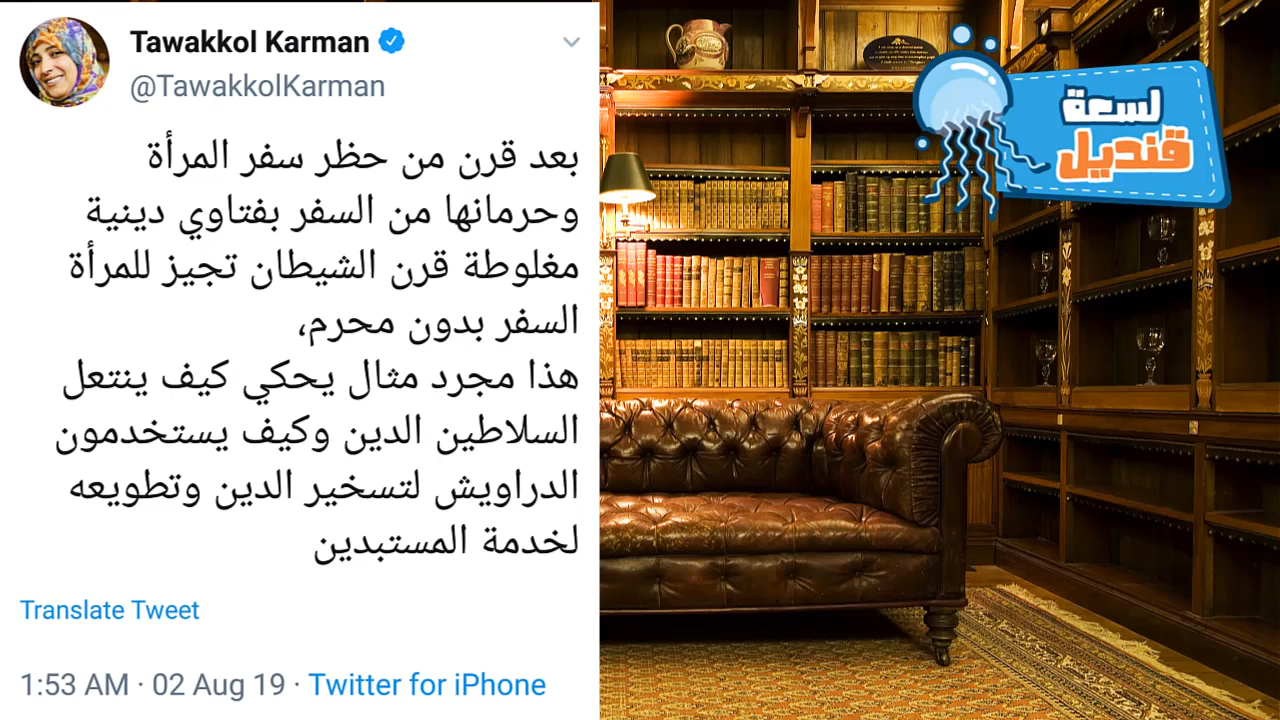 Tawakkol Karman
@TawakkolKarman
بعد قرن من حظر سفر المرأة
وحرمانها من السفر بفتاوي دينية
مغلوطة قرن الشيطان تجيز للمرأة
السفر بدون محرم،
هذا مجرد مثال يحكي كيف ينتعل
السلاطين الدين وكيف يستخدمون
الدراويش لتسخير الدين وتطويعه
لخدمة المستبدين
Translate Tweet
1:53 AM · 02 Aug 19 · Twitter for iPhone
لسعة
قنديل